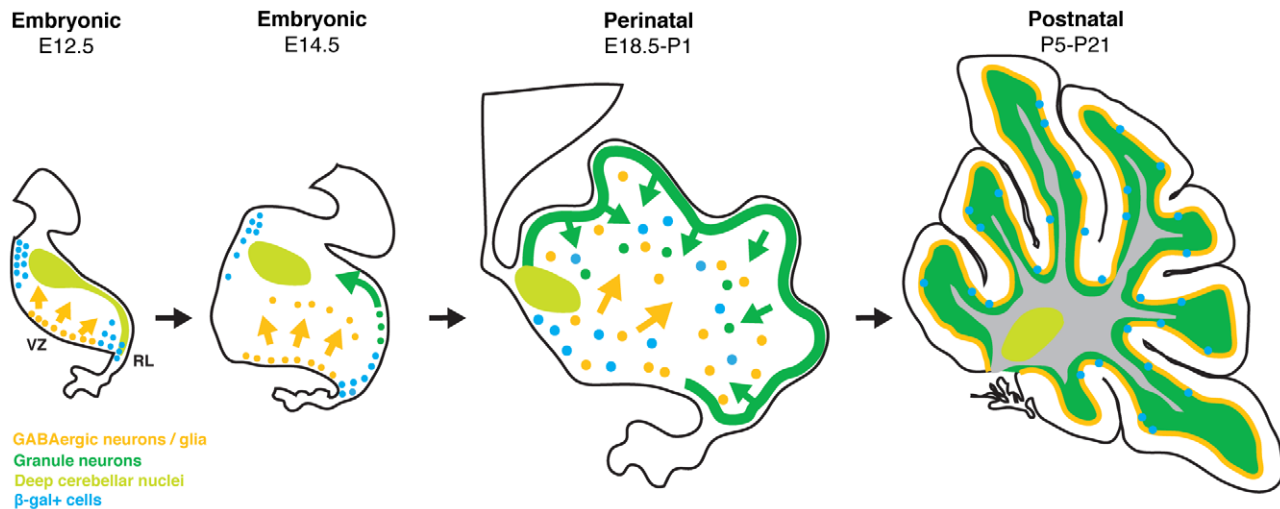 Embryonic
E12.5
Embryonic
E14.5
Perinatal
E18.5-P1
Postnatal
P5-P21
VZ
RL
GABAergic neurons / glia
Granule neurons
Deep cerebellar nuclei
β-gal+ cells